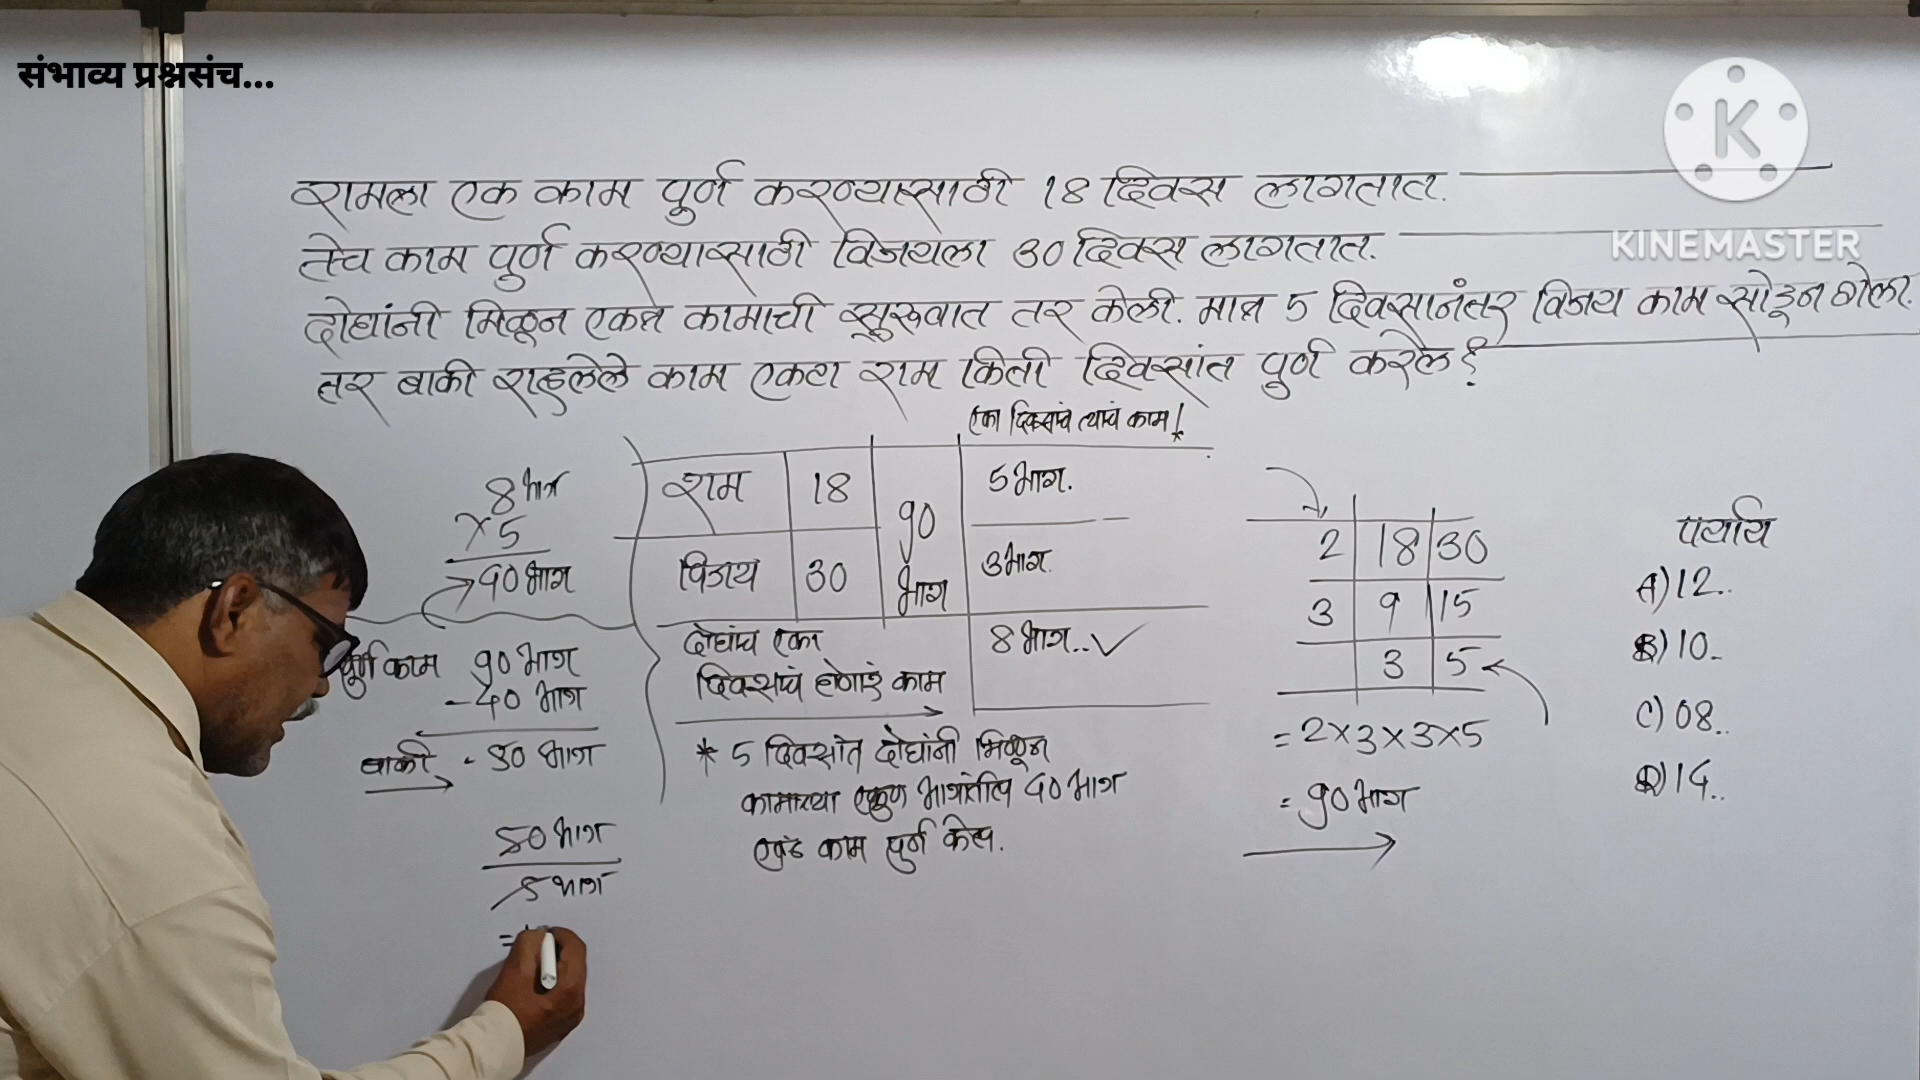 संभाव्य प्रश्नसंच...
KINEMASTER
रामला एक काम पुर्ण करण्यासाठी 18 दिवस लागतात.
तेच काम पुर्ण करण्यासाठी विजयला 30 दिवस लागतात.
दोघांनी मिळून एकत्र कामाची सुरुवात तर केली. मात्र 5 दिवसानंतर विजय काम सोडून गेला.
तर बाकी राहलेले काम एकटा राम किती दिवसांत पुर्ण करेल?
एका दिवसाचं त्यांचं काम!
राम 18 90 भाग 5 भाग.
विजय 30 3 भाग.
दोघांचं एका दिवसाचं होणारं काम 8 भाग..✓
* 5 दिवसांत दोघांनी मिळून
कामाच्या एकूण भागांतील 40 भाग
एवढं काम पुर्ण केलं.
8 भाग
×5
40 भाग
पुर्ण काम 90 भाग
- 40 भाग
बाकी - 50 भाग
50 भाग
5 भाग
=
2 18 30
3 9 15
3 5
= 2×3×3×5
= 90 भाग
पर्याय
A) 12..
B) 10..
C) 08..
D) 14..